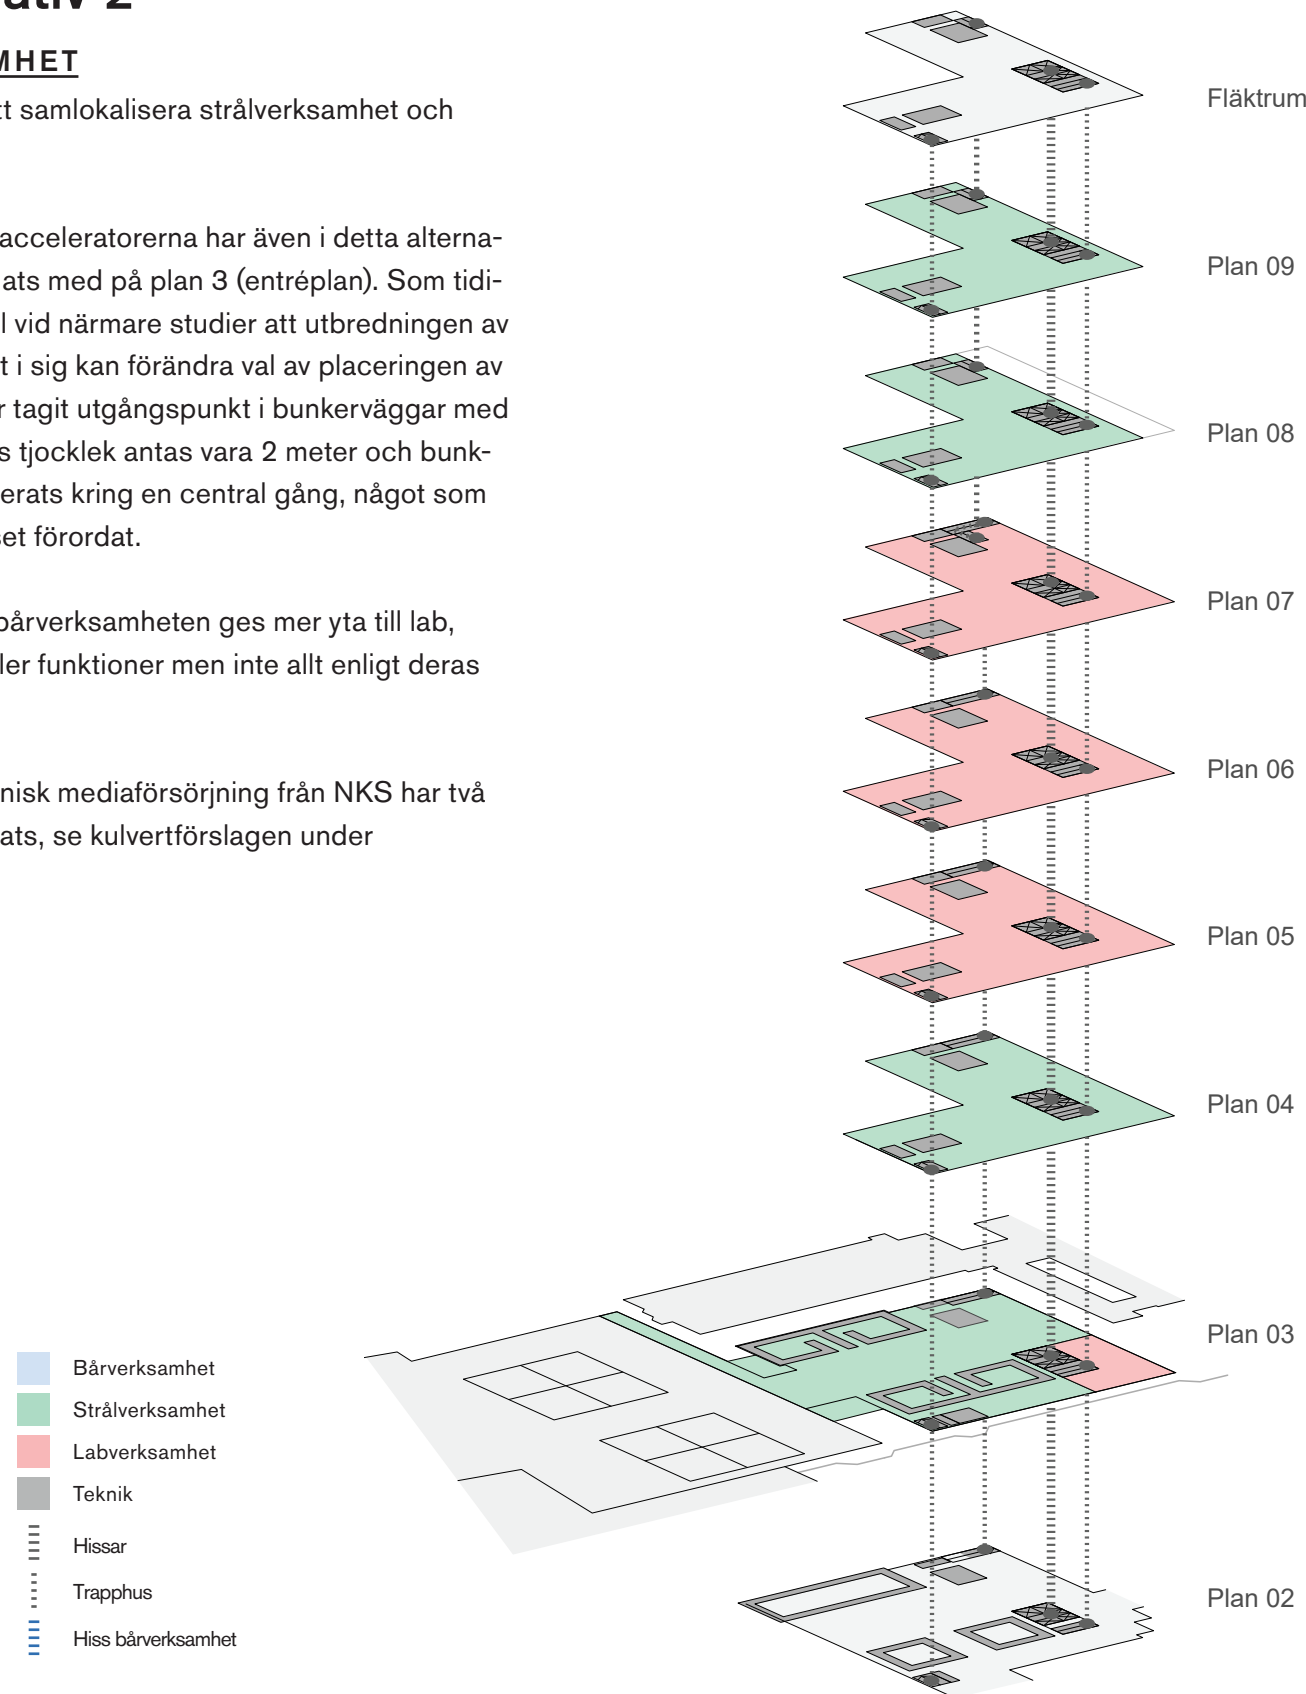 ativ 2
MHET
tt samlokalisera strålverksamhet och
acceleratorerna har även i detta alterna-
ats med på plan 3 (entréplan). Som tidi-
l vid närmare studier att utbredningen av
t i sig kan förändra val av placeringen av
r tagit utgångspunkt i bunkerväggar med
s tjocklek antas vara 2 meter och bunk-
erats kring en central gång, något som
set förordat.
bårverksamheten ges mer yta till lab,
ler funktioner men inte allt enligt deras
nisk mediaförsörjning från NKS har två
ats, se kulvertförslagen under
Fläktrum
Plan 09
Plan 08
Plan 07
Plan 06
Plan 05
Plan 04
Plan 03
Plan 02
Bårverksamhet
Strålverksamhet
Labverksamhet
Teknik
Hissar
Trapphus
Hiss bårverksamhet